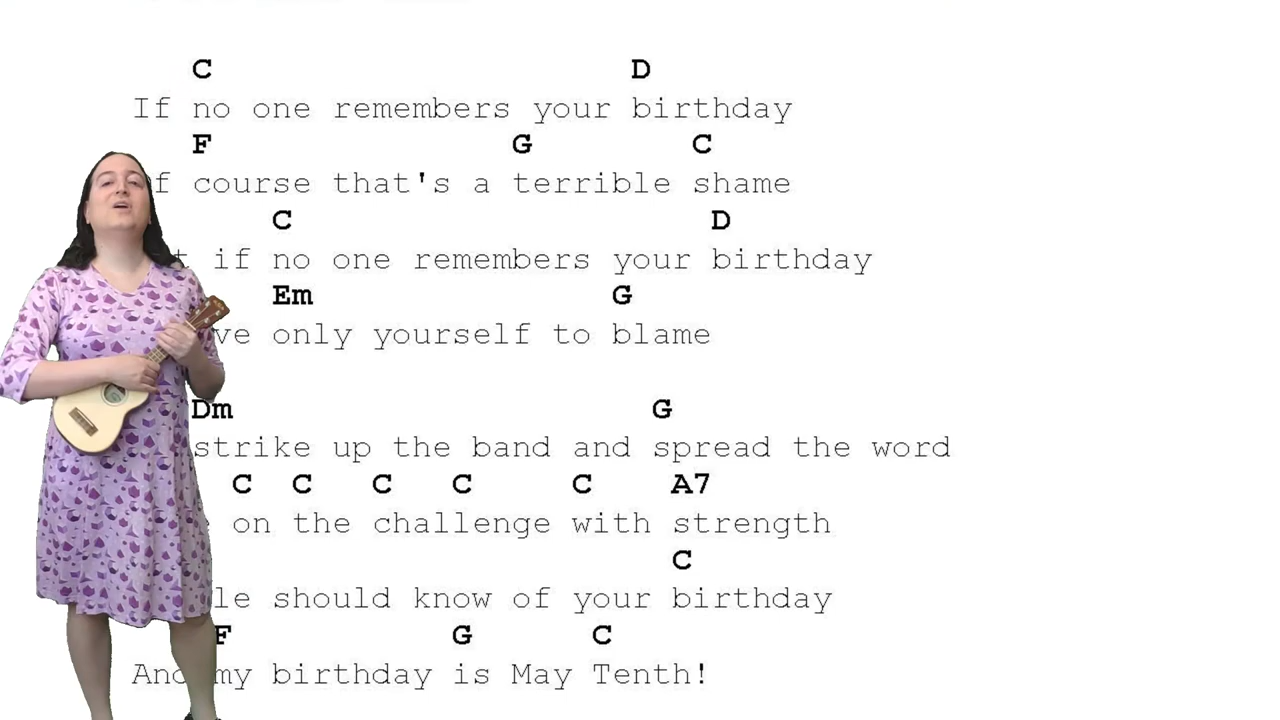 C D
If no one remembers your birthday
F G C
course that's a terrible shame
C D
if no one remembers your birthday
Em G
only yourself to blame
Dm G
strike up the band and spread the word
C C C C C A7
on the challenge with strength
C
should know of your birthday
F G C
And my birthday is May Tenth!